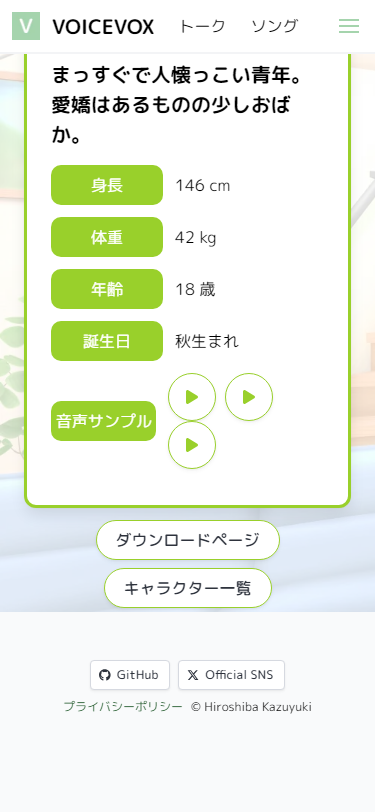 V VOICEVOX トーク ソング
まっすぐで人懐っこい青年。
愛嬌はあるものの少しおば
か。
身長 146 cm
体重 42 kg
年齢 18 歳
誕生日 秋生まれ
音声サンプル
ダウンロードページ
キャラクター一覧
GitHub Official SNS
プライバシーポリシー © Hiroshiba Kazuyuki